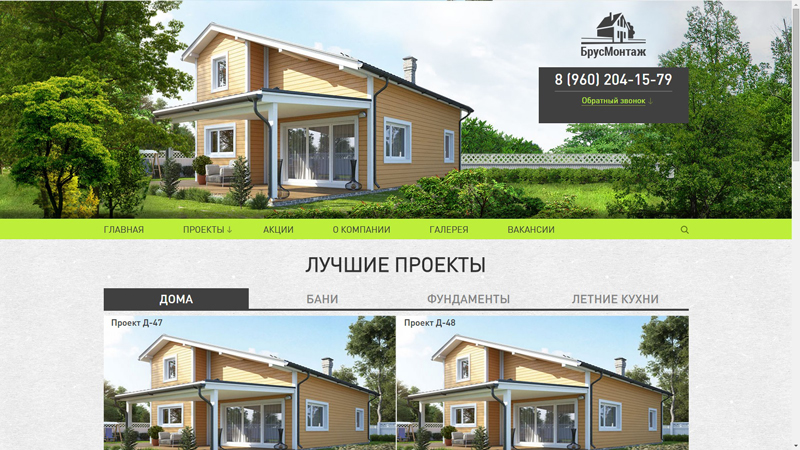 БрусМонтаж
8 (960) 204-15-79
Обратный звонок ↓
ГЛАВНАЯ ПРОЕКТЫ ↓ АКЦИИ О КОМПАНИИ ГАЛЕРЕЯ ВАКАНСИИ
ЛУЧШИЕ ПРОЕКТЫ
ДОМА БАНИ ФУНДАМЕНТЫ ЛЕТНИЕ КУХНИ
Проект Д-47 Проект Д-48